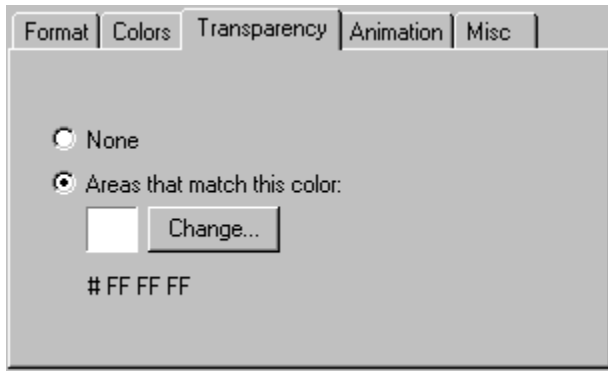 Format Colors Transparency Animation Misc
None
Areas that match this color:
Change...
# FF FF FF